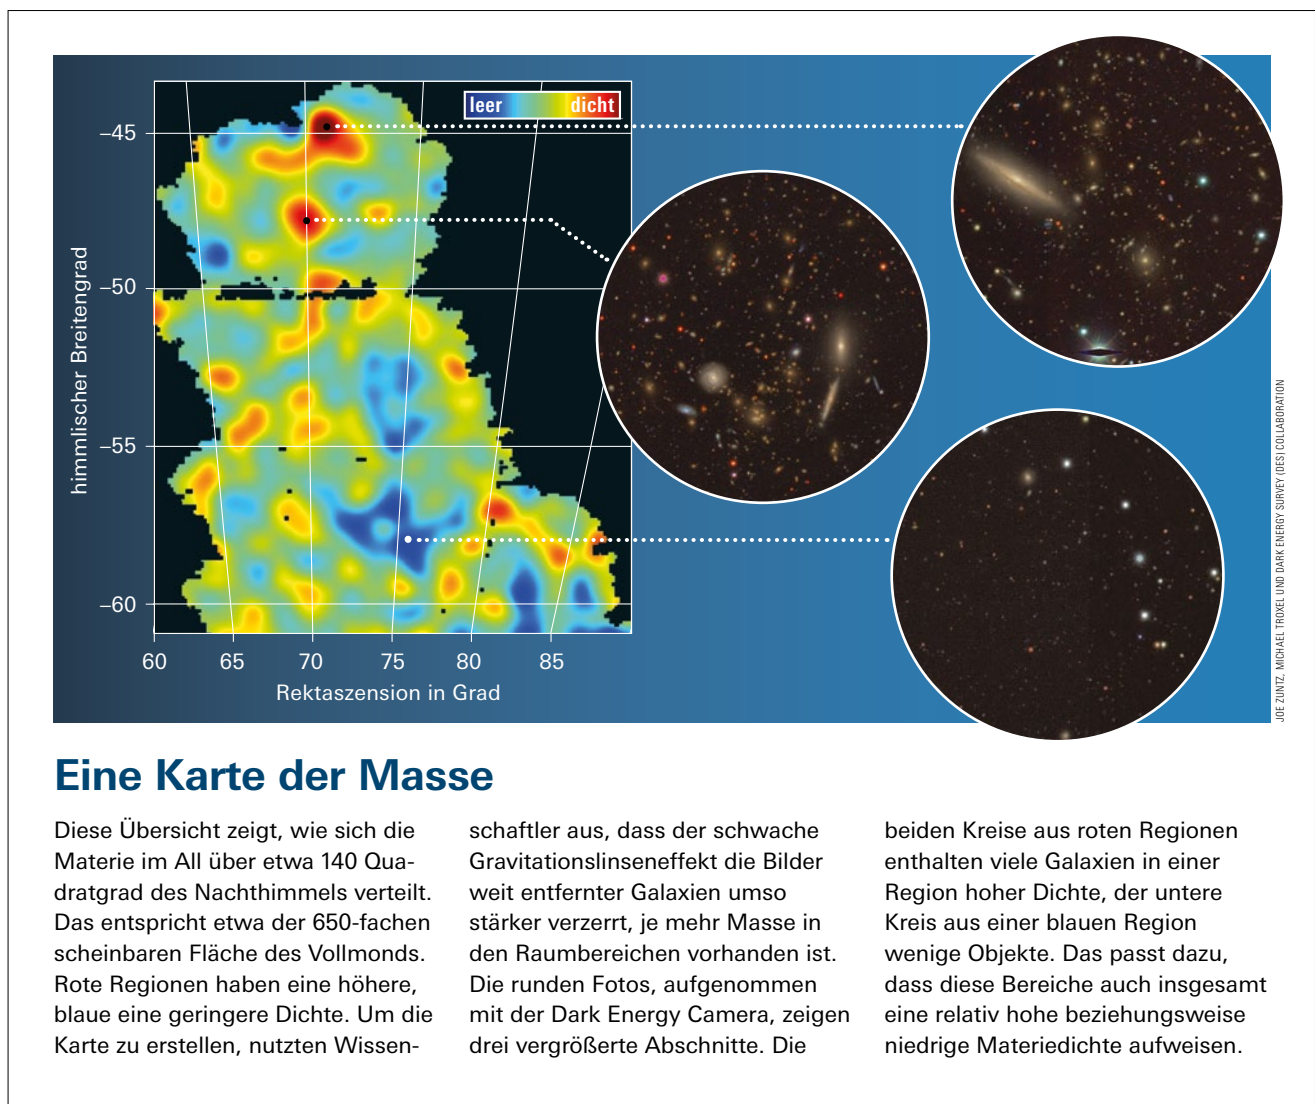 leer dicht
−45
−50
−55
−60
himmlischer Breitengrad
60 65 70 75 80 85
Rektaszension in Grad
JOE ZUNTZ, MICHAEL TROXEL UND DARK ENERGY SURVEY (DES) COLLABORATION
Eine Karte der Masse
Diese Übersicht zeigt, wie sich die
Materie im All über etwa 140 Qua-
dratgrad des Nachthimmels verteilt.
Das entspricht etwa der 650-fachen
scheinbaren Fläche des Vollmonds.
Rote Regionen haben eine höhere,
blaue eine geringere Dichte. Um die
Karte zu erstellen, nutzten Wissen-
schaftler aus, dass der schwache
Gravitationslinseneffekt die Bilder
weit entfernter Galaxien umso
stärker verzerrt, je mehr Masse in
den Raumbereichen vorhanden ist.
Die runden Fotos, aufgenommen
mit der Dark Energy Camera, zeigen
drei vergrößerte Abschnitte. Die
beiden Kreise aus roten Regionen
enthalten viele Galaxien in einer
Region hoher Dichte, der untere
Kreis aus einer blauen Region
wenige Objekte. Das passt dazu,
dass diese Bereiche auch insgesamt
eine relativ hohe beziehungsweise
niedrige Materiedichte aufweisen.